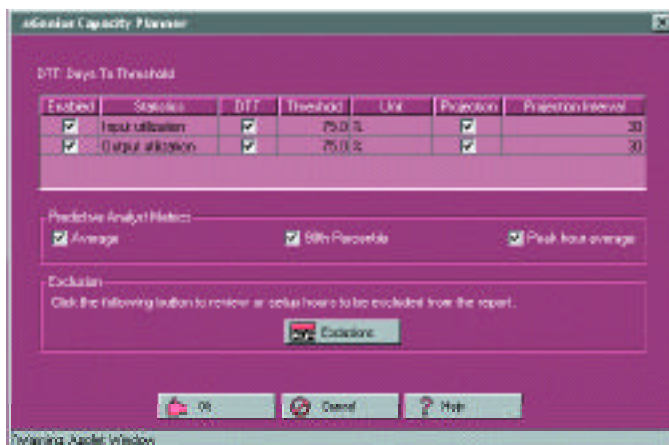 eGenius Capacity Planner
DTT: Days To Threshold
Enabled Statistics DTT Threshold Unit Projection Projection Interval
Input utilization 75.0 % 30
Output utilization 75.0 % 30
Predictive Analyst Metrics
Average 90th Percentile Peak hour average
Exclusion
Click the following button to review or setup hours to be excluded from the report.
Exclusions
Ok Cancel Help
Warning: Applet Window